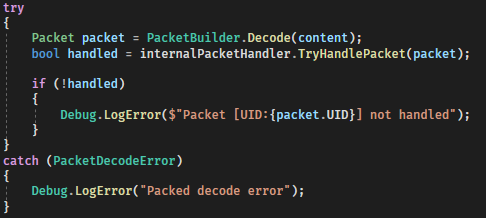 try
{
    Packet packet = PacketBuilder.Decode(content);
    bool handled = internalPacketHandler.TryHandlePacket(packet);

    if (!handled)
    {
        Debug.LogError($"Packet [UID:{packet.UID}] not handled");
    }
}
catch (PacketDecodeError)
{
    Debug.LogError("Packed decode error");
}